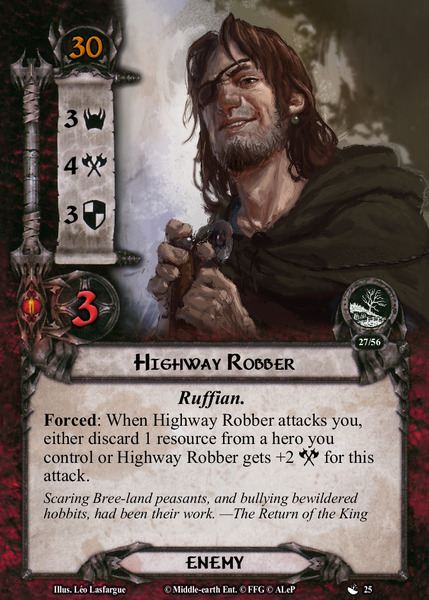 30
3
4
3
3
27/56
HIGHWAY ROBBER
Ruffian.
Forced: When Highway Robber attacks you,
either discard 1 resource from a hero you
control or Highway Robber gets +2 for this
attack.
Scaring Bree-land peasants, and bullying bewildered
hobbits, had been their work. —The Return of the King
ENEMY
Illus. Léo Lasfargue
©Middle-earth Ent. © FFG © ALeP
25